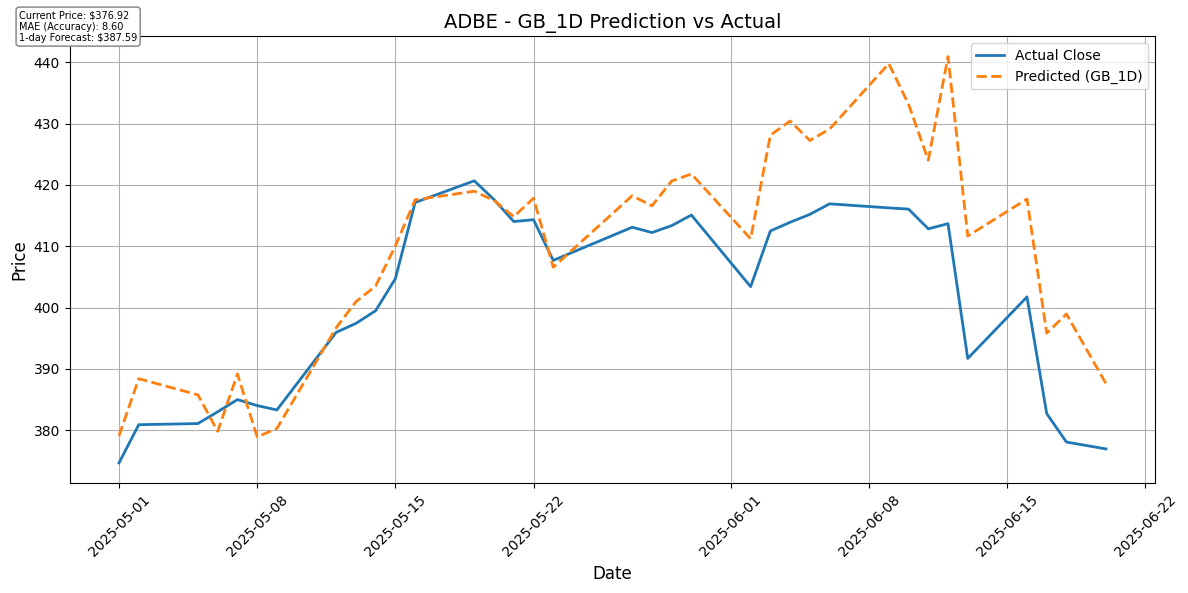 ADBE - GB_1D Prediction vs Actual
Current Price: $376.92
MAE (Accuracy): 8.60
1-day Forecast: $387.59
Actual Close
Predicted (GB_1D)
Price
440
430
420
410
400
390
380
2025-05-01
2025-05-08
2025-05-15
2025-05-22
2025-06-01
2025-06-08
2025-06-15
2025-06-22
Date